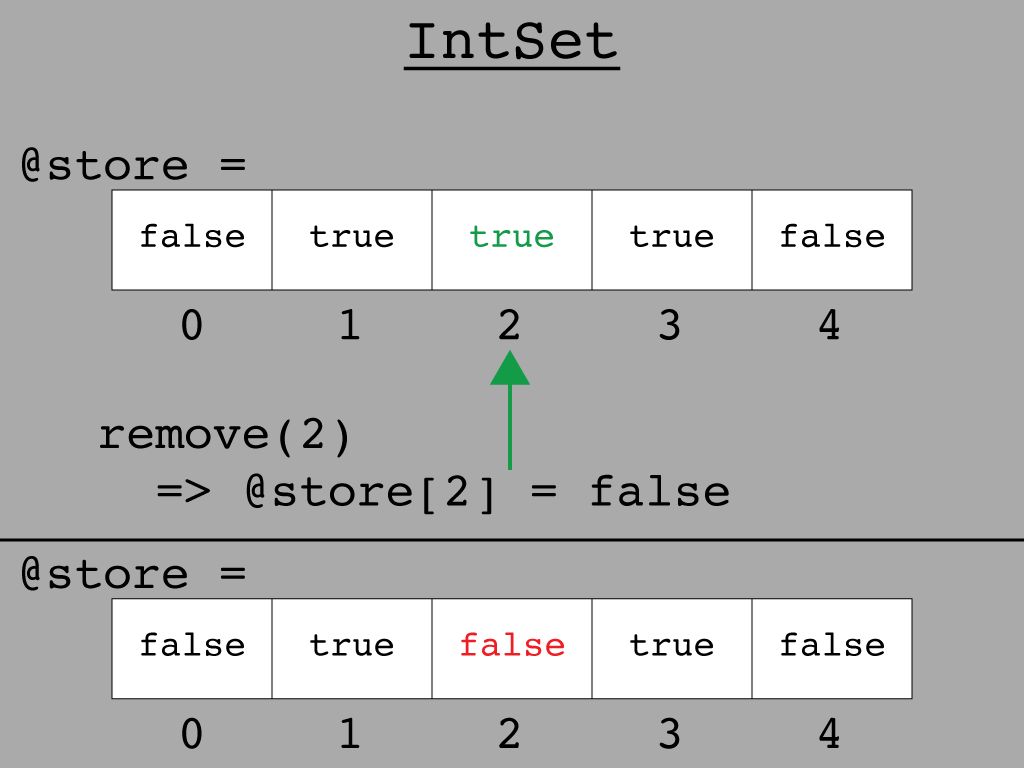 IntSet
@store =
false true true true false
0 1 2 3 4
remove(2)
=> @store[2] = false
@store =
false true false true false
0 1 2 3 4